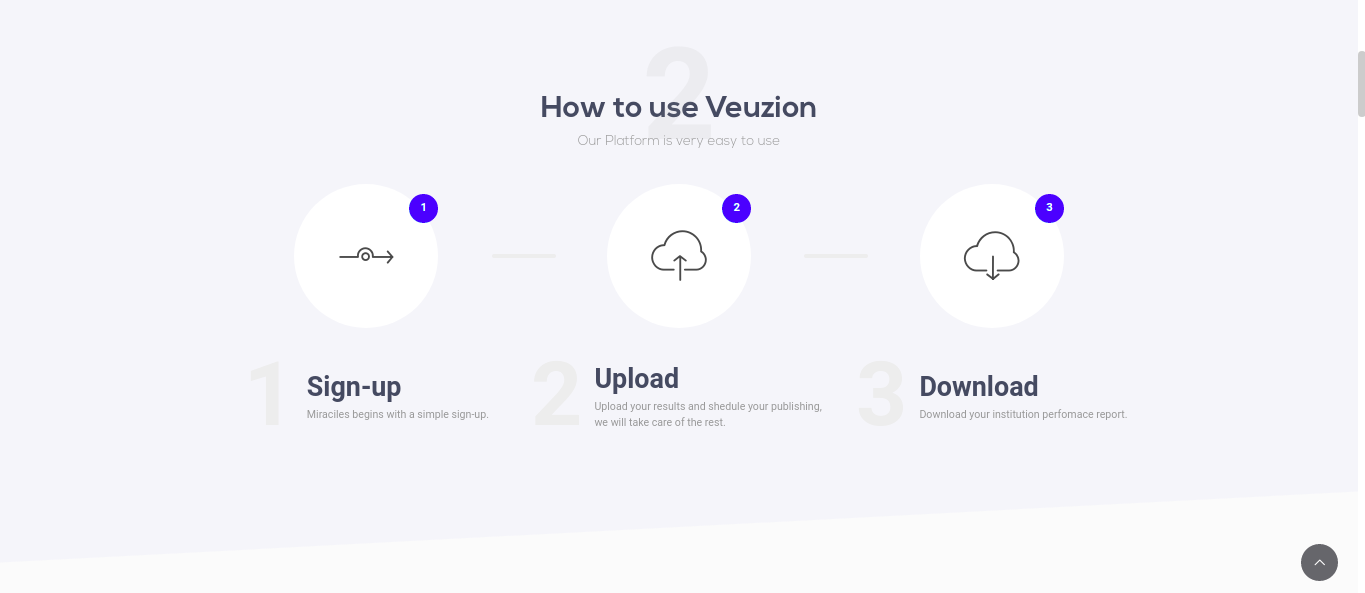 2
How to use Veuzion
Our Platform is very easy to use
1
2
3
1
Sign-up
Miraciles begins with a simple sign-up.
2
Upload
Upload your results and shedule your publishing,
we will take care of the rest.
3
Download
Download your institution perfomace report.